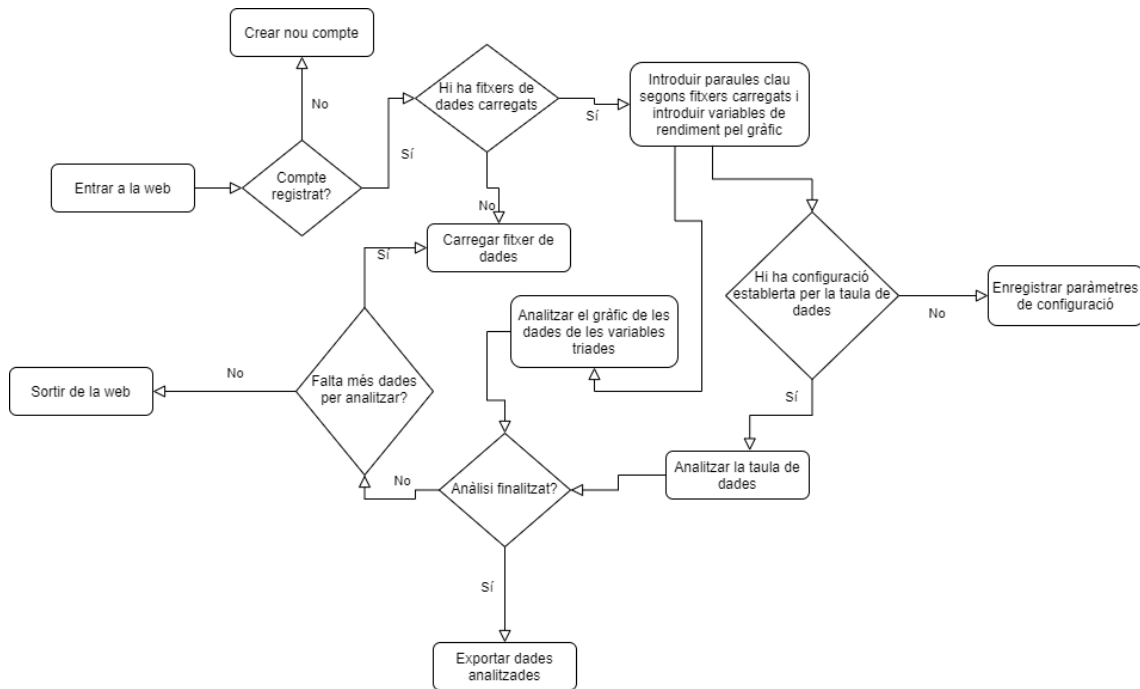 Crear nou compte
No
Hi ha fitxers de
dades carregats
Sí
Introduir paraules clau
segons fitxers carregats i
introduir variables de
rendiment pel gràfic
Sí
Entrar a la web
Compte
registrat?
No
Carregar fitxer de
dades
Sí
Hi ha configuració
establerta per la taula de
dades
No
Enregistrar paràmetres
de configuració
Analitzar el gràfic de les
dades de les variables
triades
Sortir de la web
No
Falta més dades
per analitzar?
Sí
Analitzar la taula de
dades
Anàlisi finalitzat?
No
Sí
Exportar dades
analitzades